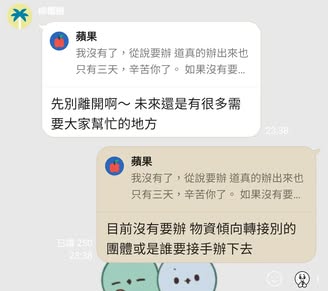 蘋果
我沒有了，從說要辦 道真的辦出來也
只有三天，辛苦你了。 如果沒有要...
先別離開啊～ 未來還是有很多需
要大家幫忙的地方
23:38
蘋果
我沒有了，從說要辦 道真的辦出來也
只有三天，辛苦你了。 如果沒有要...
目前沒有要辦 物資傾向轉接別的
團體或是誰要接手辦下去
已讀 250
23:38